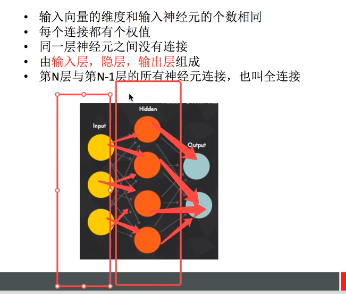 • 输入向量的维度和输入神经元的个数相同
• 每个连接都有个权值
• 同一层神经元之间没有连接
• 由输入层，隐层，输出层组成
• 第N层与第N-1层的所有神经元连接，也叫全连接
Hidden
Input
Output